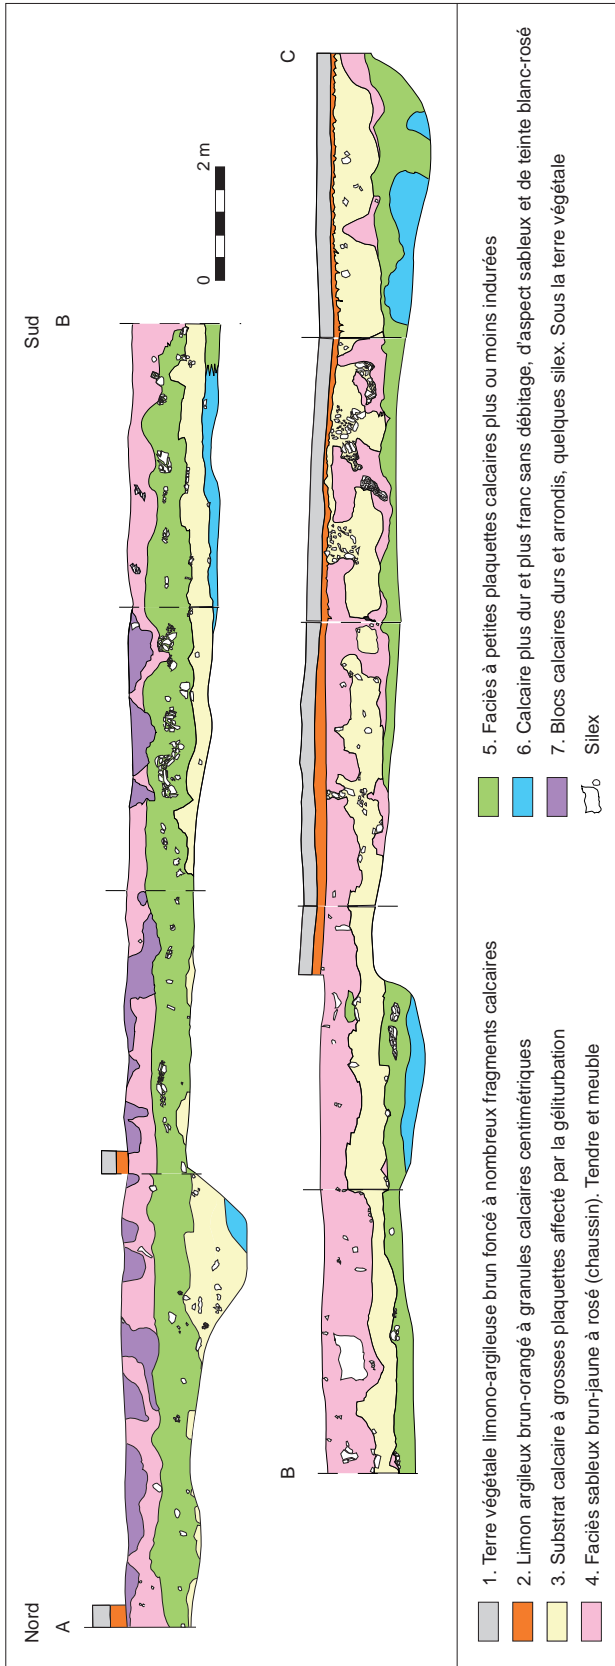 Nord
Sud
A
B
0
2 m
B
C
1. Terre végétale limono-argileuse brun foncé à nombreux fragments calcaires
2. Limon argileux brun-orangé à granules calcaires centimétriques
3. Substrat calcaire à grosses plaquettes affecté par la géliturbation
4. Faciès sableux brun-jaune à rosé (chaussin). Tendre et meuble
5. Faciès à petites plaquettes calcaires plus ou moins indurées
6. Calcaire plus dur et plus franc sans débitage, d'aspect sableux et de teinte blanc-rosé
7. Blocs calcaires durs et arrondis, quelques silex. Sous la terre végétale
Silex